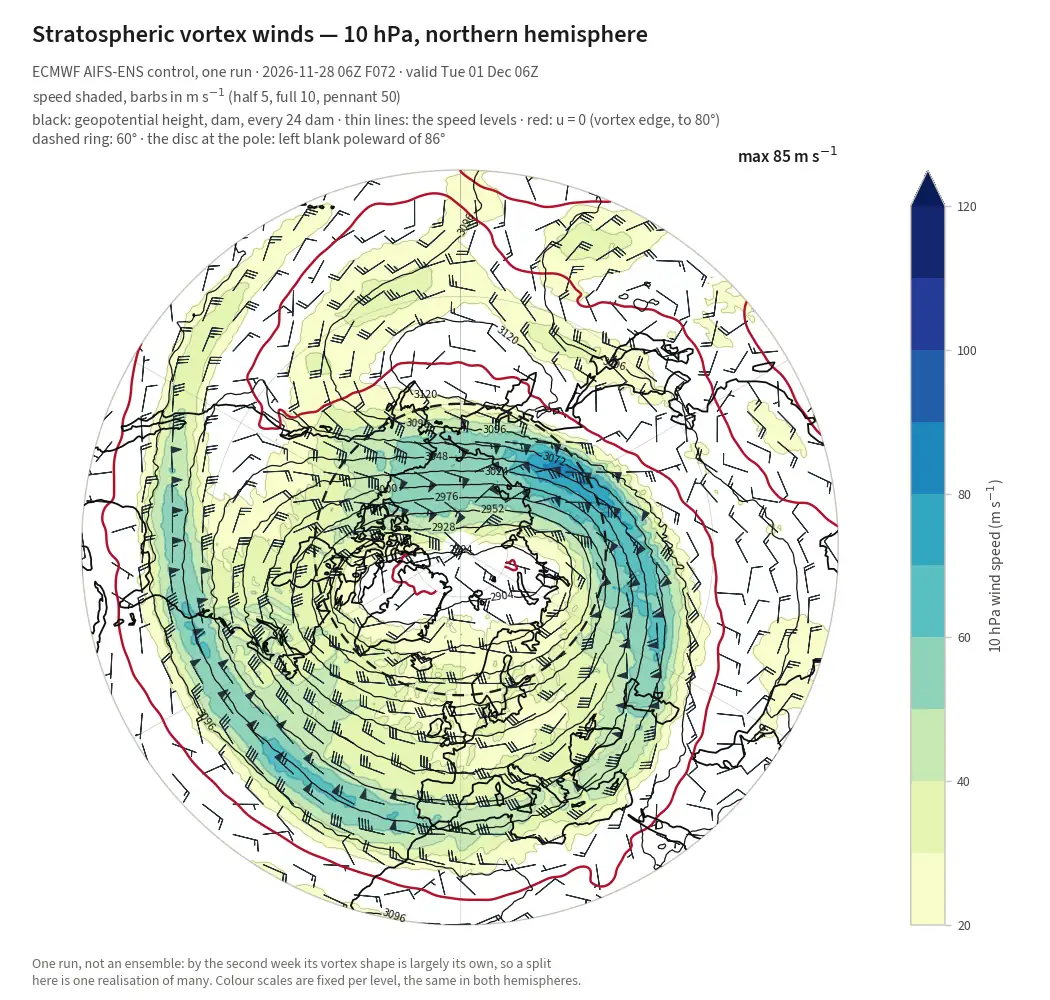 Stratospheric vortex winds — 10 hPa, northern hemisphere
ECMWF AIFS-ENS control, one run · 2026-11-28 06Z F072 · valid Tue 01 Dec 06Z
speed shaded, barbs in m s⁻¹ (half 5, full 10, pennant 50)
black: geopotential height, dam, every 24 dam · thin lines: the speed levels · red: u = 0 (vortex edge, to 80°)
dashed ring: 60° · the disc at the pole: left blank poleward of 86°
max 85 m s⁻¹
3096
3120
3120
3096
3072
2976
2952
2928
2904
3096
3096
120
100
80
60
40
20
10 hPa wind speed (m s⁻¹)
One run, not an ensemble: by the second week its vortex shape is largely its own, so a split
here is one realisation of many. Colour scales are fixed per level, the same in both hemispheres.